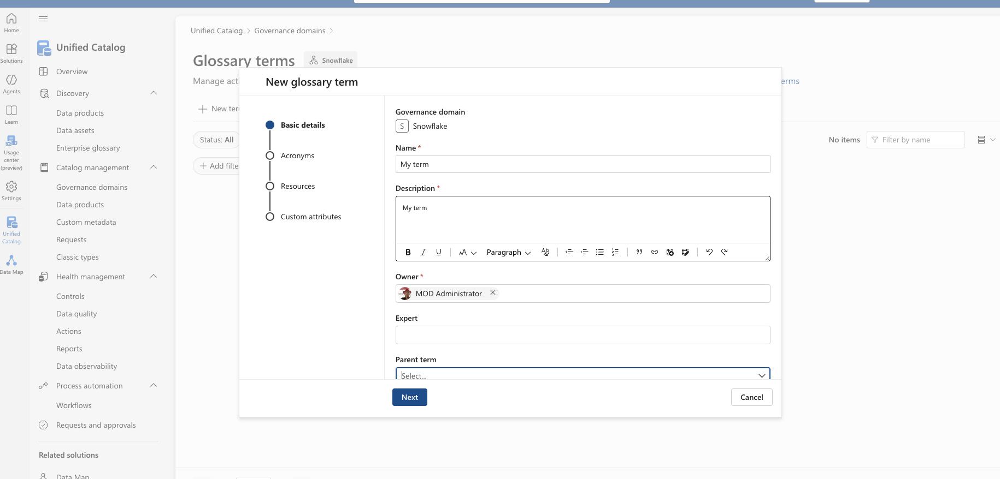 Home
Solutions
Agents
Learn
Usage
center
(preview)
Settings
Unified
Catalog
Data Map
Unified Catalog
Overview
Discovery
Data products
Data assets
Enterprise glossary
Catalog management
Governance domains
Data products
Custom metadata
Requests
Classic types
Health management
Controls
Data quality
Actions
Reports
Data observability
Process automation
Workflows
Requests and approvals
Related solutions
Data Map
Unified Catalog > Governance domains >
Glossary terms Snowflake
Manage acti
erms
New ter
Status: All
No items Filter by name
Add filte
New glossary term
Basic details
Acronyms
Resources
Custom attributes
Governance domain
S Snowflake
Name *
My term
Description *
My term
B I U AA Paragraph
Owner *
MOD Administrator
Expert
Parent term
Select...
Next Cancel